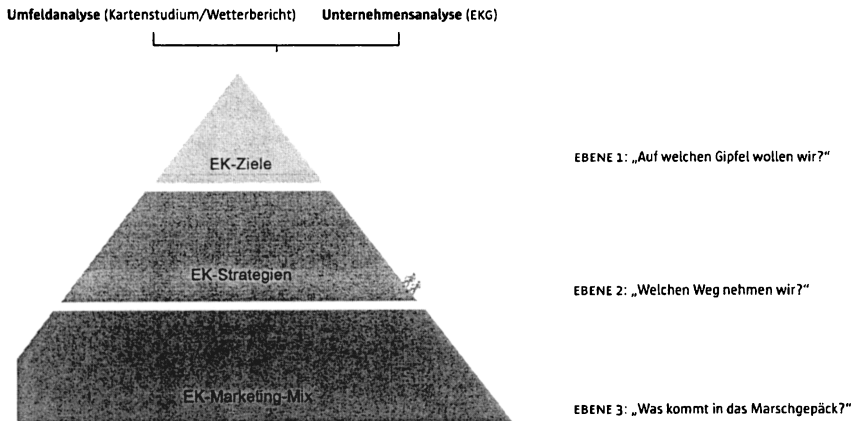 Umfeldanalyse (Kartenstudium/Wetterbericht) Unternehmensanalyse (EKG)
EK-Ziele
EBENE 1: „Auf welchen Gipfel wollen wir?“
EK-Strategien
EBENE 2: „Welchen Weg nehmen wir?“
EK-Marketing-Mix
EBENE 3: „Was kommt in das Marschgepäck?“